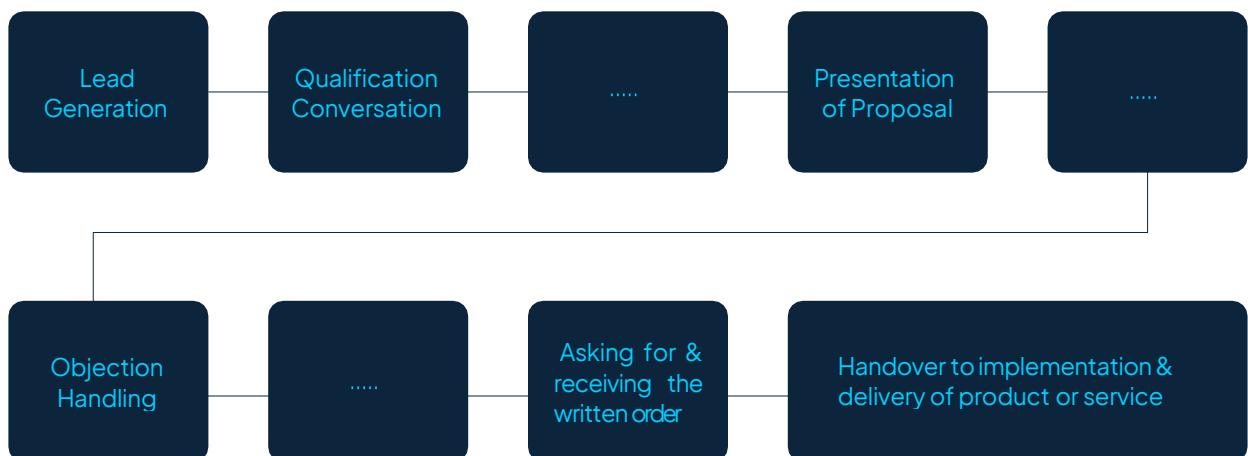 Lead
Generation
Qualification
Conversation
.....
Presentation
of Proposal
.....
Objection
Handling
.....
Asking for &
receiving the
written order
Handover to implementation &
delivery of product or service